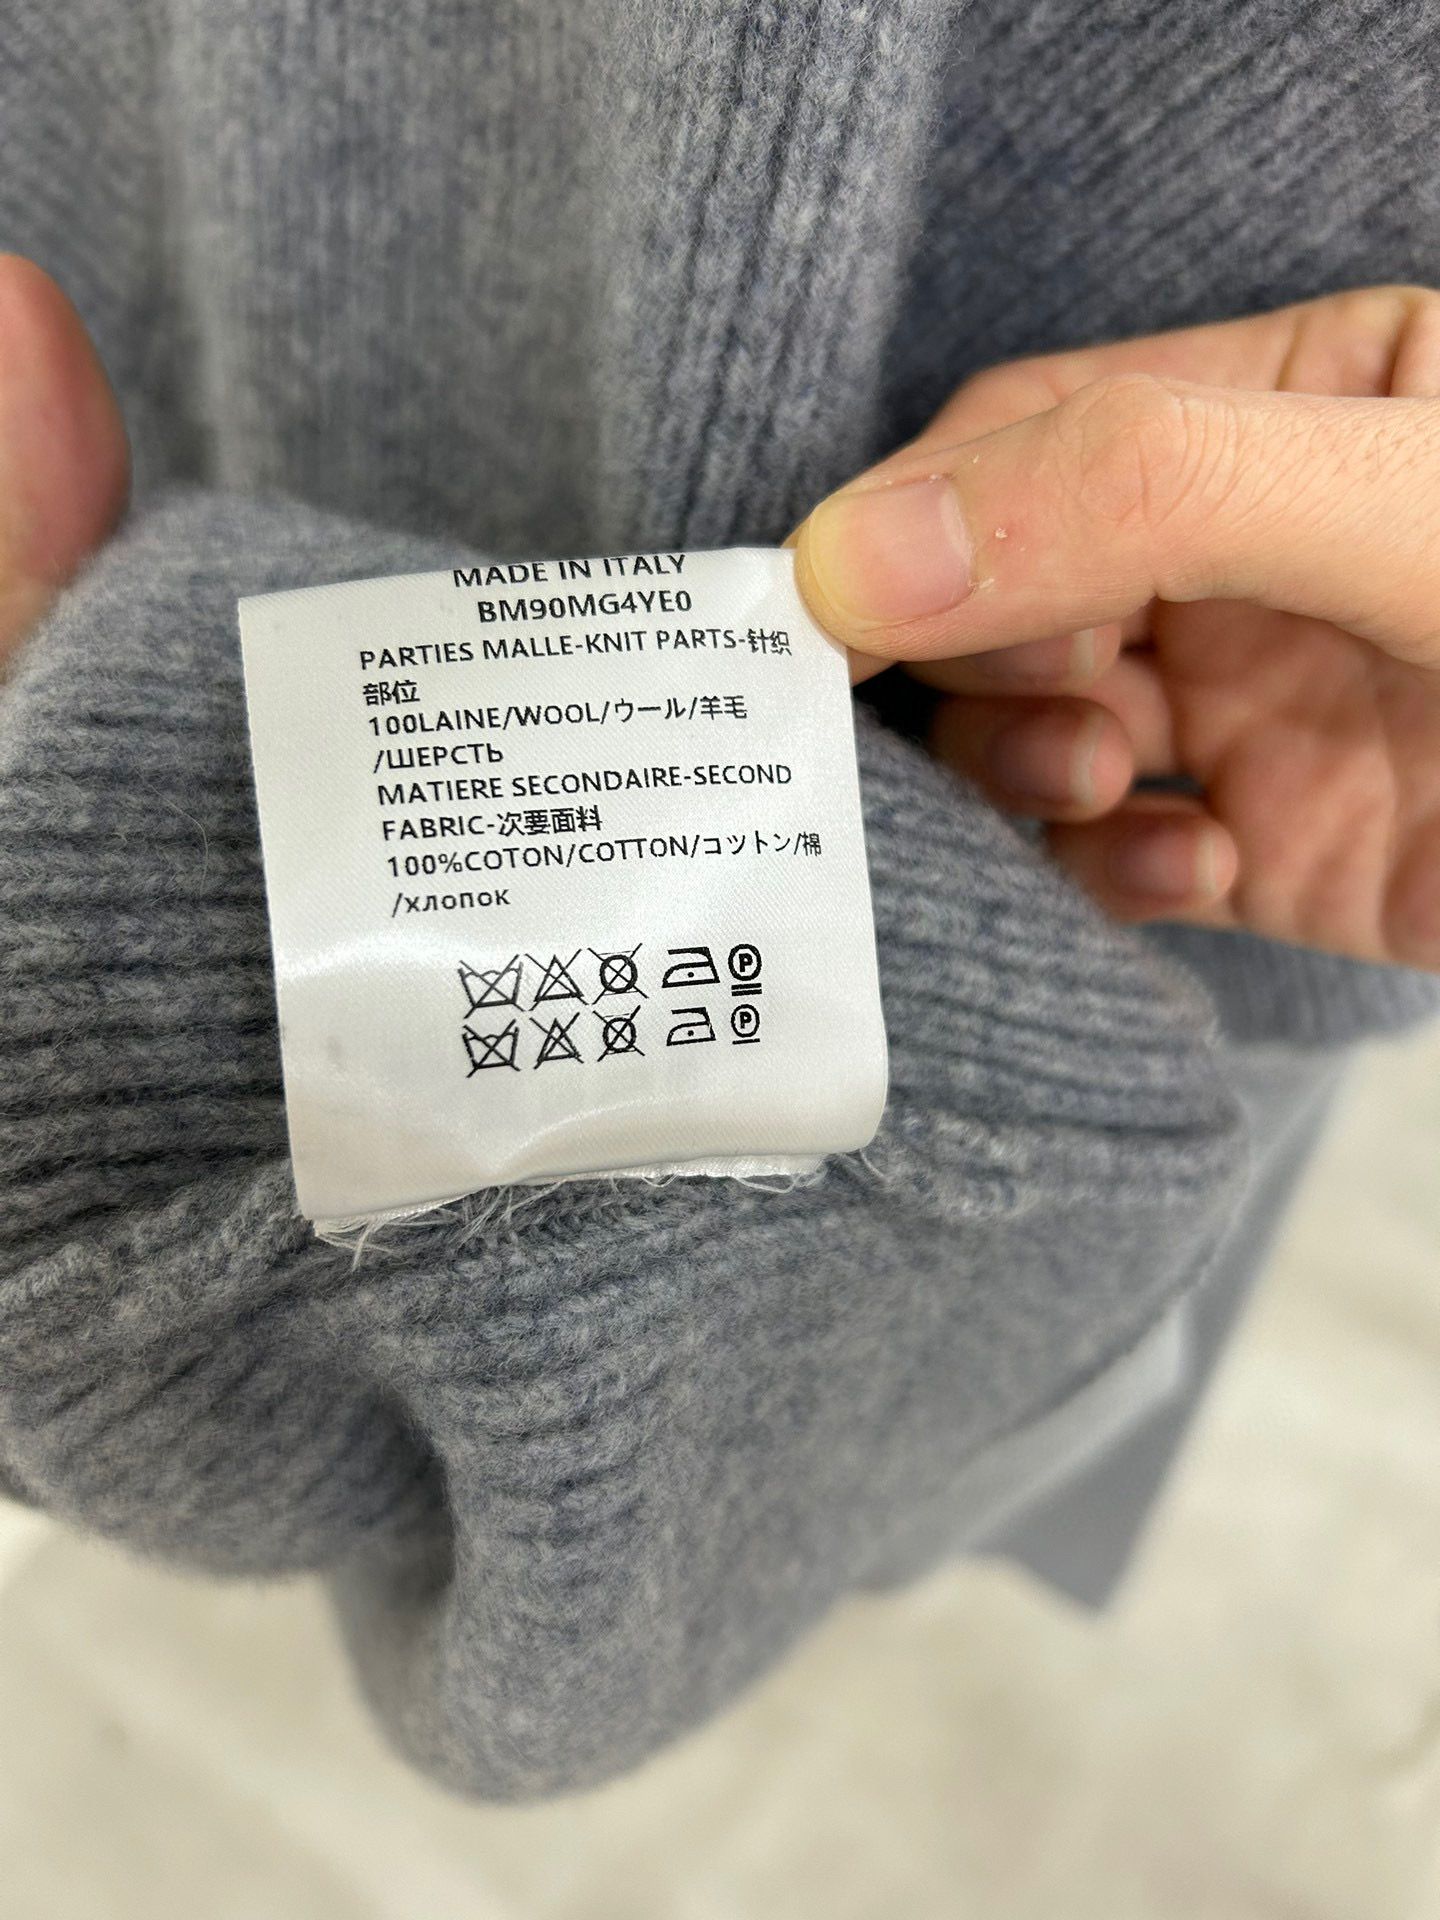 MADE IN ITALY
BM90MG4YE0
PARTIES MALLE-KNIT PARTS-针织
部位
100LAINE/WOOL/ウール/羊毛
/ШЕРСТЬ
MATIERE SECONDAIRE-SECOND
FABRIC-次要面料
100%COTON/COTTON/コットン/棉
/хлопок
P
P